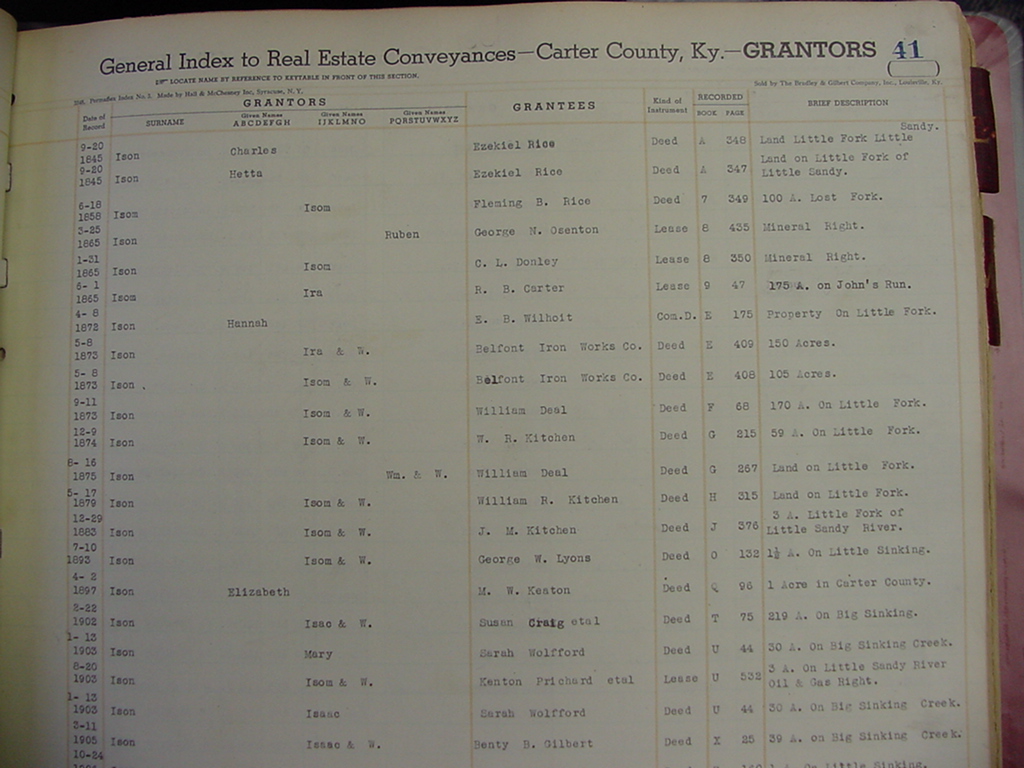 General Index to Real Estate Conveyances—Carter County, Ky.—GRANTORS 41
LOCATE NAME BY REFERENCE TO KEYTABLE IN FRONT OF THIS SECTION.
Made by Hall & McChesney Inc, Syracuse, N. Y.
Sold by The Bradley & Gilbert Company, Inc., Louisville, Ky.
Date of Record GRANTORS GRANTEES Kind of Instrument RECORDED BRIEF DESCRIPTION
SURNAME Given Names ABCDEFGH Given Names IJKLMNO Given Names PQRSTUVWXYZ BOOK PAGE
9-20 1845 Ison Charles Ezekiel Rice Deed A 348 Land Little Fork Little Sandy.
9-20 1845 Ison Hetta Ezekiel Rice Deed A 347 Land on Little Fork of Little Sandy.
6-18 1858 Isom Isom Fleming B. Rice Deed 7 349 100 A. Lost Fork.
3-25 1865 Ison Ruben George N. Osenton Lease 8 435 Mineral Right.
1-31 1865 Ison Isom C. L. Donley Lease 8 350 Mineral Right.
6- 1 1865 Isom Ira R. B. Carter Lease 9 47 175 A. on John's Run.
4- 8 1872 Ison Hannah E. B. Wilhoit Com.D. E 175 Property On Little Fork.
5-8 1873 Ison Ira & W. Belfont Iron Works Co. Deed E 409 150 Acres.
5- 8 1873 Ison . Isom & W. Belfont Iron Works Co. Deed E 408 105 Acres.
9-11 1873 Ison Isom & W. William Deal Deed F 68 170 A. On Little Fork.
12-9 1874 Ison Isom & W. W. R. Kitchen Deed G 215 59 A. On Little Fork.
8- 16 1875 Ison Wm. & W. William Deal Deed G 267 Land on Little Fork.
5- 17 1879 Ison Isom & W. William R. Kitchen Deed H 315 Land on Little Fork.
12-29 1883 Ison Isom & W. J. M. Kitchen Deed J 376 3 A. Little Fork of Little Sandy River.
7-10 1893 Ison Isom & W. George W. Lyons Deed O 132 1½ A. On Little Sinking.
4- 2 1897 Ison Elizabeth M. W. Keaton Deed Q 96 1 Acre in Carter County.
2-22 1902 Ison Isac & W. Susan Craig etal Deed T 75 219 A. On Big Sinking.
1- 13 1903 Ison Mary Sarah Wolfford Deed U 44 30 A. On Big Sinking Creek.
8-20 1903 Ison Isom & W. Kenton Prichard etal Lease U 532 3 A. On Little Sandy River Oil & Gas Right.
1- 13 1903 Ison Isaac Sarah Wolfford Deed U 44 30 A. On Big Sinking Creek.
3-11 1905 Ison Isaac & W. Benty B. Gilbert Deed X 25 39 A. on Big Sinking Creek.
10-24